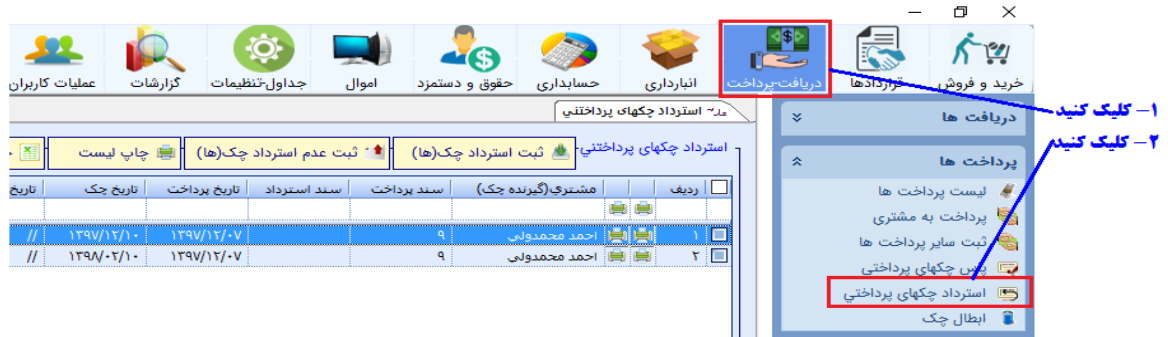 خرید و فروش
قراردادها
دریافت-پرداخت
انبارداری
حسابداری
حقوق و دستمزد
اموال
جداول-تنظیمات
گزارشات
عملیات کاربران
۱- کلیک کنید
۲- کلیک کنید
دریافت ها
پرداخت ها
لیست پرداخت ها
پرداخت به مشتری
ثبت سایر پرداخت ها
پس چکهای پرداختی
استرداد چکهای پرداختي
ابطال چک
استرداد چکهای پرداختنی
استرداد چکهای پرداختني
ثبت استرداد چک(ها)
ثبت عدم استرداد چک(ها)
چاپ لیست
ردیف مشتري(گیرنده چک) سند پرداخت سند استرداد تاریخ پرداخت تاریخ چک تاریخ
۱ احمد محمدولی ۹ ۱۳۹۷/۱۲/۰۷ ۱۳۹۷/۱۲/۱۰ //
۲ احمد محمدولی ۹ ۱۳۹۷/۱۲/۰۷ ۱۳۹۸/۰۲/۱۰ //